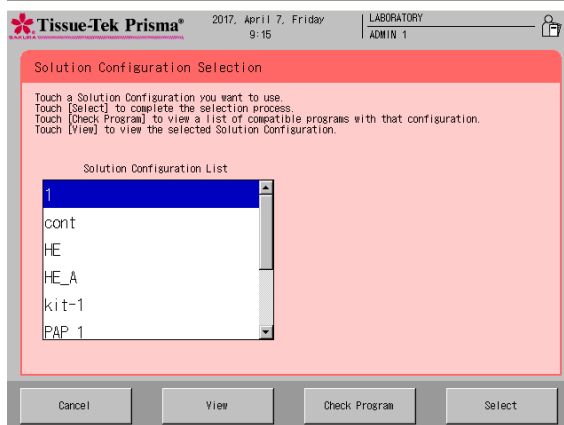 Tissue-Tek Prisma®
2017, April 7, Friday
9:15
LABORATORY
ADMIN 1
SAKURA
Solution Configuration Selection
Touch a Solution Configuration you want to use.
Touch [Select] to complete the selection process.
Touch [Check Program] to view a list of compatible programs with that configuration.
Touch [View] to view the selected Solution Configuration.
Solution Configuration List
1
cont
HE
HE_A
kit-1
PAP 1
Cancel
View
Check Program
Select